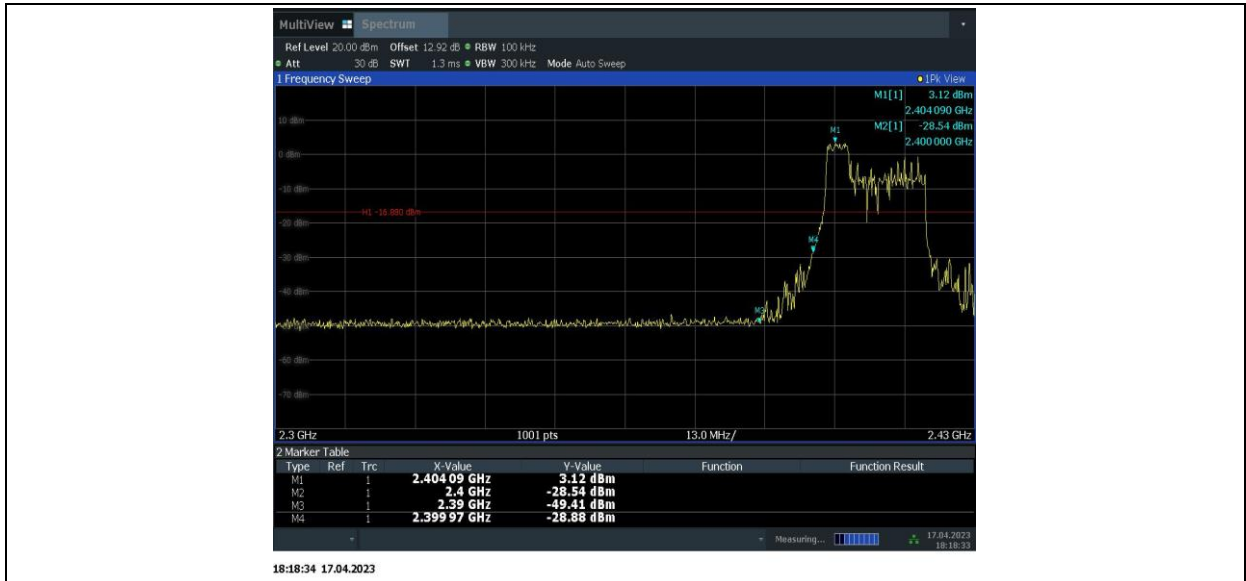 MultiView Spectrum
Ref Level 20.00 dBm Offset 12.92 dB RBW 100 kHz
Att 30 dB SWT 1.3 ms VBW 300 kHz Mode Auto Sweep
1 Frequency Sweep 1Pk View
M1[1] 3.12 dBm
2.404 090 GHz
10 dBm
M1
M2[1] -28.54 dBm
2.400 000 GHz
0 dBm
-10 dBm
H1 -16.880 dBm
-20 dBm
M4
-30 dBm
-40 dBm
M3
-60 dBm
-70 dBm
2.3 GHz 1001 pts 13.0 MHz/ 2.43 GHz
2 Marker Table
Type Ref Trc X-Value Y-Value Function Function Result
M1 1 2.404 09 GHz 3.12 dBm
M2 1 2.4 GHz -28.54 dBm
M3 1 2.39 GHz -49.41 dBm
M4 1 2.399 97 GHz -28.88 dBm
Measuring... 17.04.2023
18:18:33
18:18:34 17.04.2023